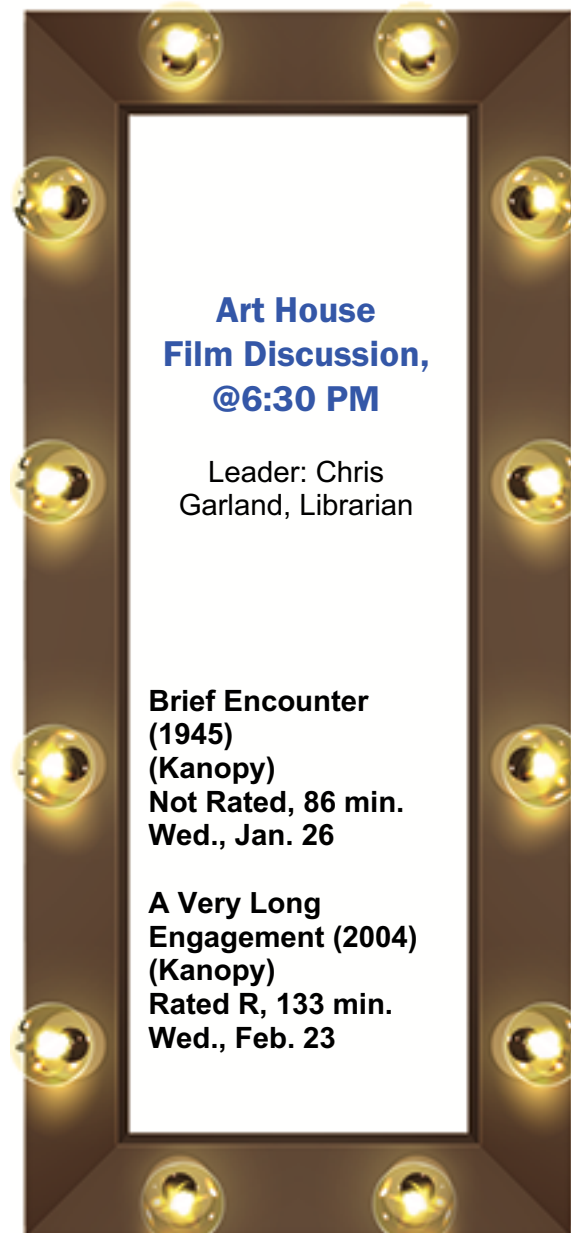 Art House
Film Discussion,
@6:30 PM
Leader: Chris
Garland, Librarian
Brief Encounter
(1945)
(Kanopy)
Not Rated, 86 min.
Wed., Jan. 26
A Very Long
Engagement (2004)
(Kanopy)
Rated R, 133 min.
Wed., Feb. 23